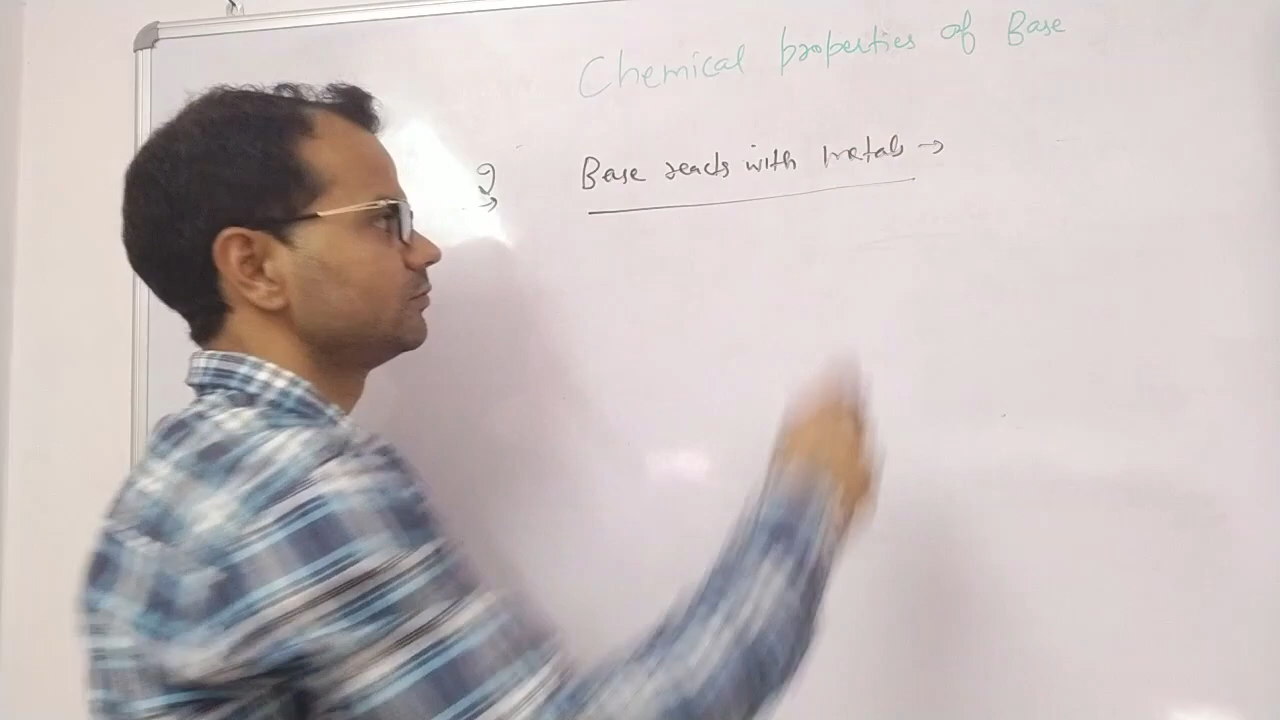 Chemical properties of Base
Base reacts with metals →